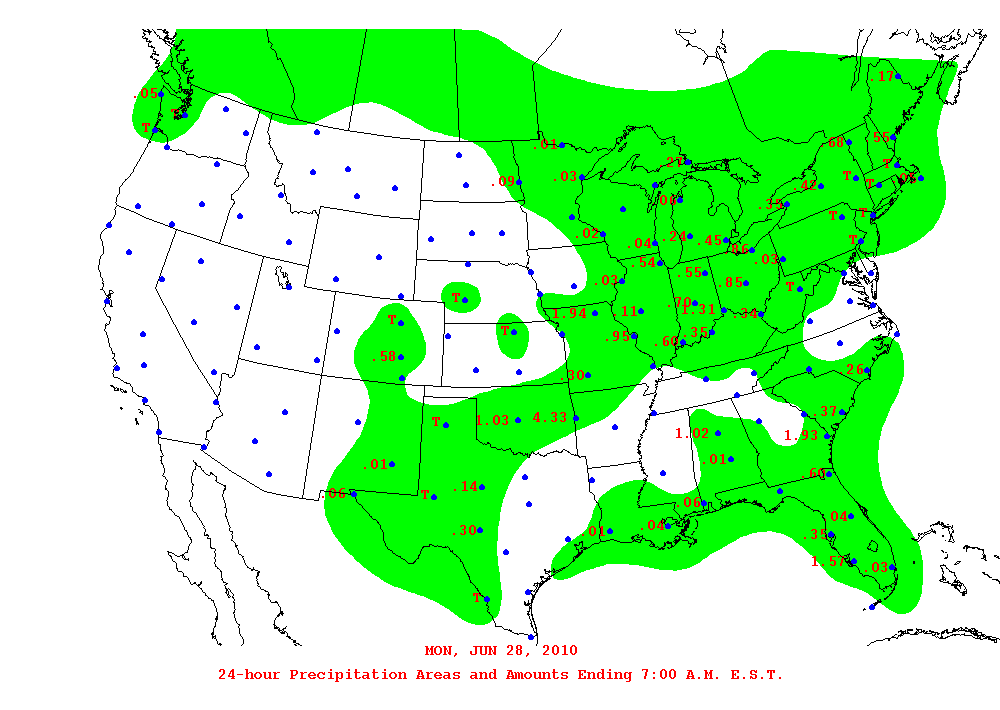 .17
.05
T
T
.01
.68
.55
.27
T
.03
.09
T
T
.06
.35
T
T
.02
.24
.45
.04
.86
T
.03
.54
.55
.03
.85
T
T
.70
1.94
.11
1.31
.34
T
T
.95
.35
.60
.58
.30
.26
.37
1.03
4.33
T
1.02
1.93
.01
.01
.60
.14
.06
T
.06
.04
.04
.30
.01
.35
1.57
.03
T
MON, JUN 28, 2010
24-hour Precipitation Areas and Amounts Ending 7:00 A.M. E.S.T.